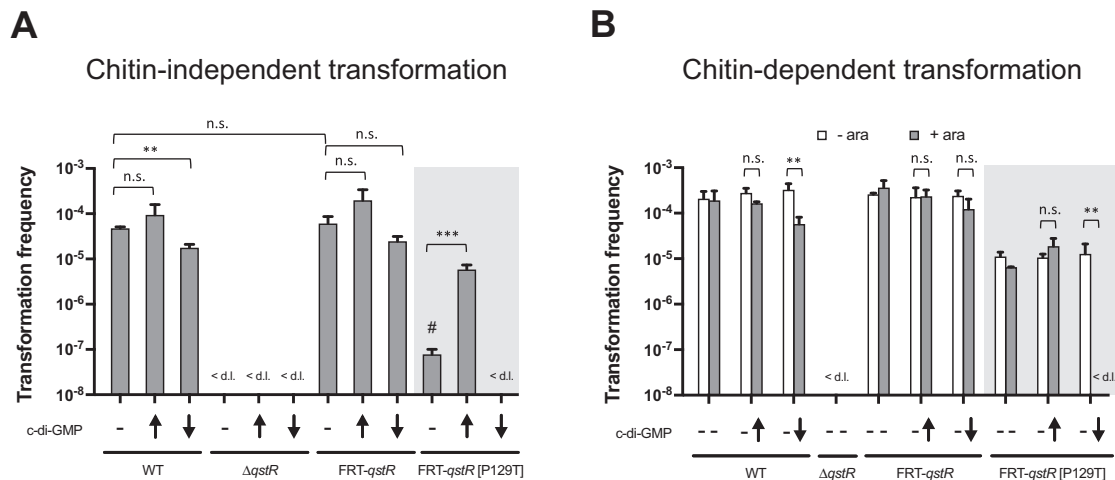 A
Chitin-independent transformation
n.s.
** n.s.
n.s. n.s.
***
#
Transformation frequency
10-3
10-4
10-5
10-6
10-7
10-8
< d.l. < d.l. < d.l. < d.l.
c-di-GMP - ↑ ↓ - ↑ ↓ - ↑ ↓ - ↑ ↓
WT ΔqstR FRT-qstR FRT-qstR [P129T]
B
Chitin-dependent transformation
- ara + ara
n.s. ** n.s. n.s. n.s. **
Transformation frequency
10-3
10-4
10-5
10-6
10-7
10-8
< d.l. < d.l.
c-di-GMP - - - ↑ - ↓ - - - - - ↑ - ↓ - - - ↑ - ↓
WT ΔqstR FRT-qstR FRT-qstR [P129T]